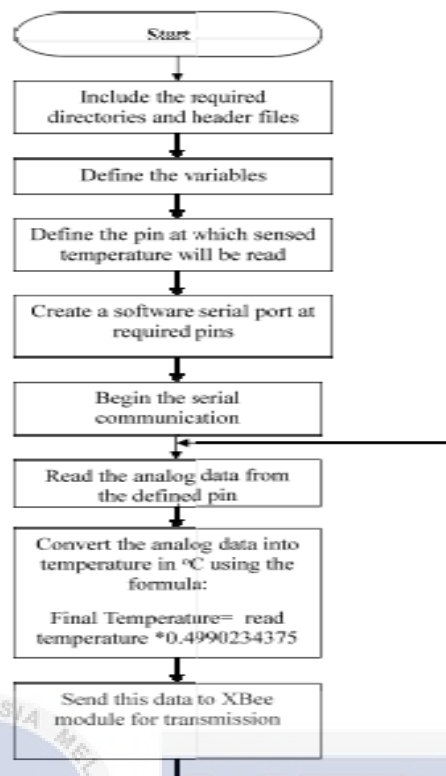 Start
Include the required
directories and header files
Define the variables
Define the pin at which sensed
temperature will be read
Create a software serial port at
required pins
Begin the serial
communication
Read the analog data from
the defined pin
Convert the analog data into
temperature in °C using the
formula:
Final Temperature= read
temperature *0.4990234375
Send this data to XBee
module for transmission